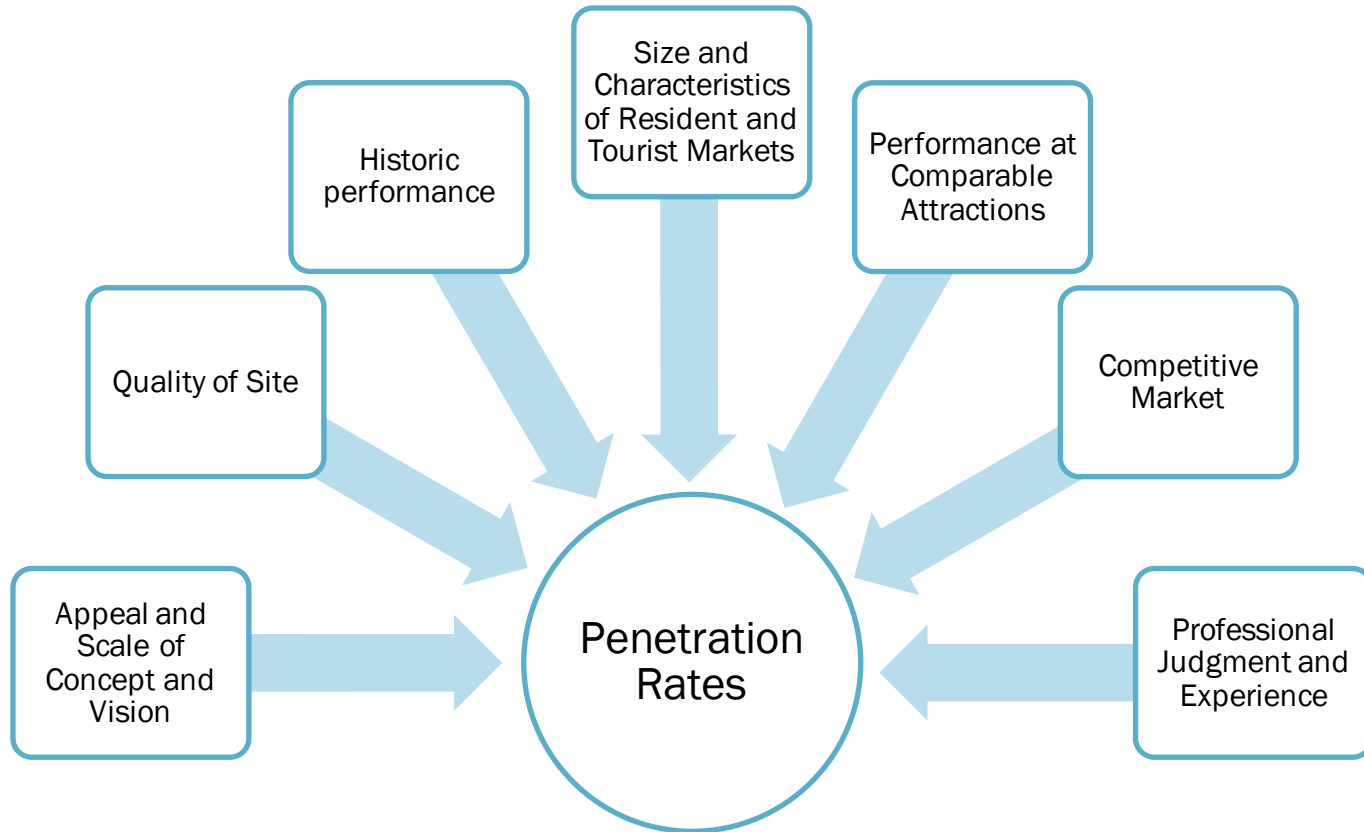 Size and
Characteristics
of Resident and
Tourist Markets
Historic
performance
Performance at
Comparable
Attractions
Quality of Site
Competitive
Market
Appeal and
Scale of
Concept and
Vision
Penetration
Rates
Professional
Judgment and
Experience